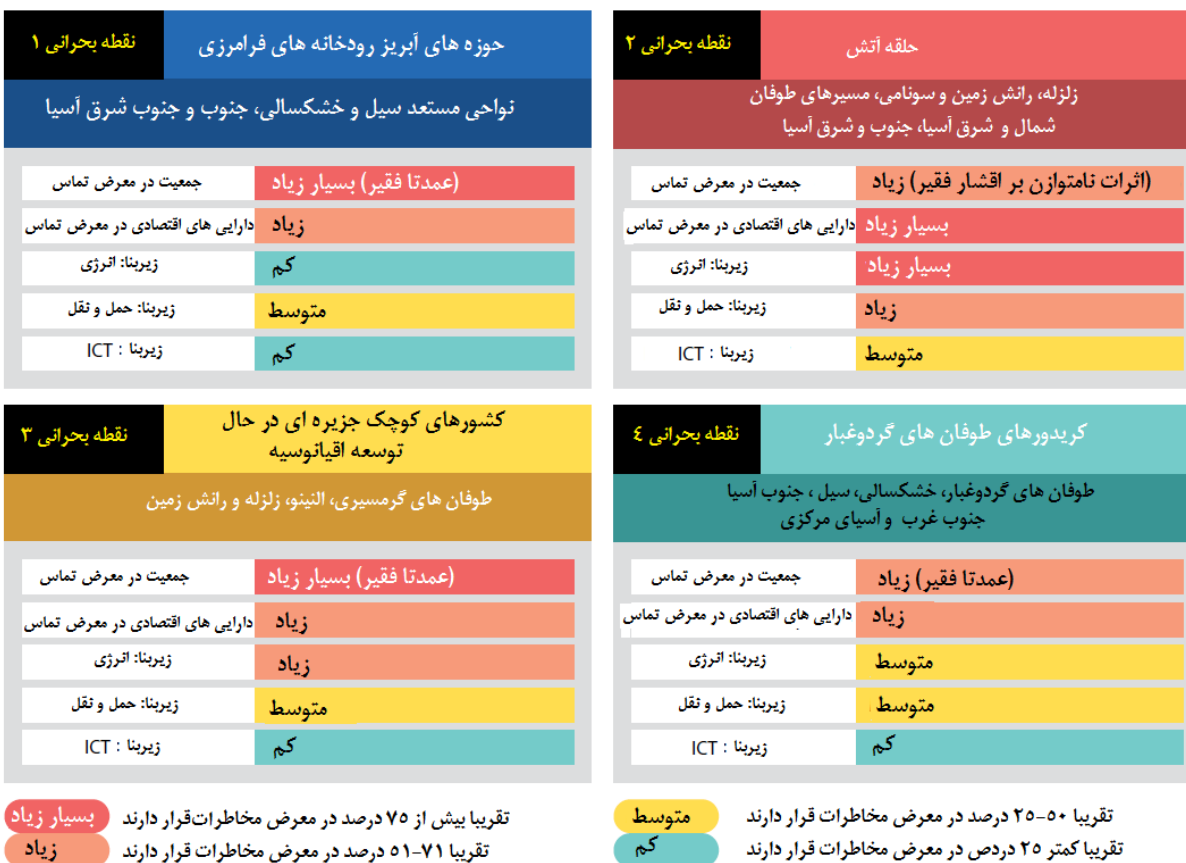 نقطه بحرانی ۱
حوزه های آبریز رودخانه های فرامرزی
نواحی مستعد سیل و خشکسالی، جنوب و جنوب شرق آسیا
جمعیت در معرض تماس
(عمدتا فقیر) بسیار زیاد
دارایی های اقتصادی در معرض تماس
زیاد
زیربنا: انرژی
کم
زیربنا: حمل و نقل
متوسط
زیربنا : ICT
کم
نقطه بحرانی ۲
حلقه آتش
زلزله، رانش زمین و سونامی، مسیرهای طوفان
شمال و شرق آسیا، جنوب و شرق آسیا
جمعیت در معرض تماس
(اثرات نامتوازن بر اقشار فقیر) زیاد
دارایی های اقتصادی در معرض تماس
بسیار زیاد
زیربنا: انرژی
بسیار زیاد
زیربنا: حمل و نقل
زیاد
زیربنا : ICT
متوسط
نقطه بحرانی ۳
کشورهای کوچک جزیره ای در حال
توسعه اقیانوسیه
طوفان های گرمسیری، النینو، زلزله و رانش زمین
جمعیت در معرض تماس
(عمدتا فقیر) بسیار زیاد
دارایی های اقتصادی در معرض تماس
زیاد
زیربنا: انرژی
زیاد
زیربنا: حمل و نقل
متوسط
زیربنا : ICT
کم
نقطه بحرانی ٤
کریدورهای طوفان های گردوغبار
طوفان های گردوغبار، خشکسالی، سیل ، جنوب آسیا
جنوب غرب و آسیای مرکزی
جمعیت در معرض تماس
(عمدتا فقیر) زیاد
دارایی های اقتصادی در معرض تماس
زیاد
زیربنا: انرژی
متوسط
زیربنا: حمل و نقل
متوسط
زیربنا : ICT
کم
بسیار زیاد
تقریبا بیش از ۷۵ درصد در معرض مخاطرات قرار دارند
زیاد
تقریبا ۷۱-۵۱ درصد در معرض مخاطرات قرار دارند
متوسط
تقریبا ۵۰-۲۵ درصد در معرض مخاطرات قرار دارند
کم
تقریبا کمتر ۲۵ دردص در معرض مخاطرات قرار دارند